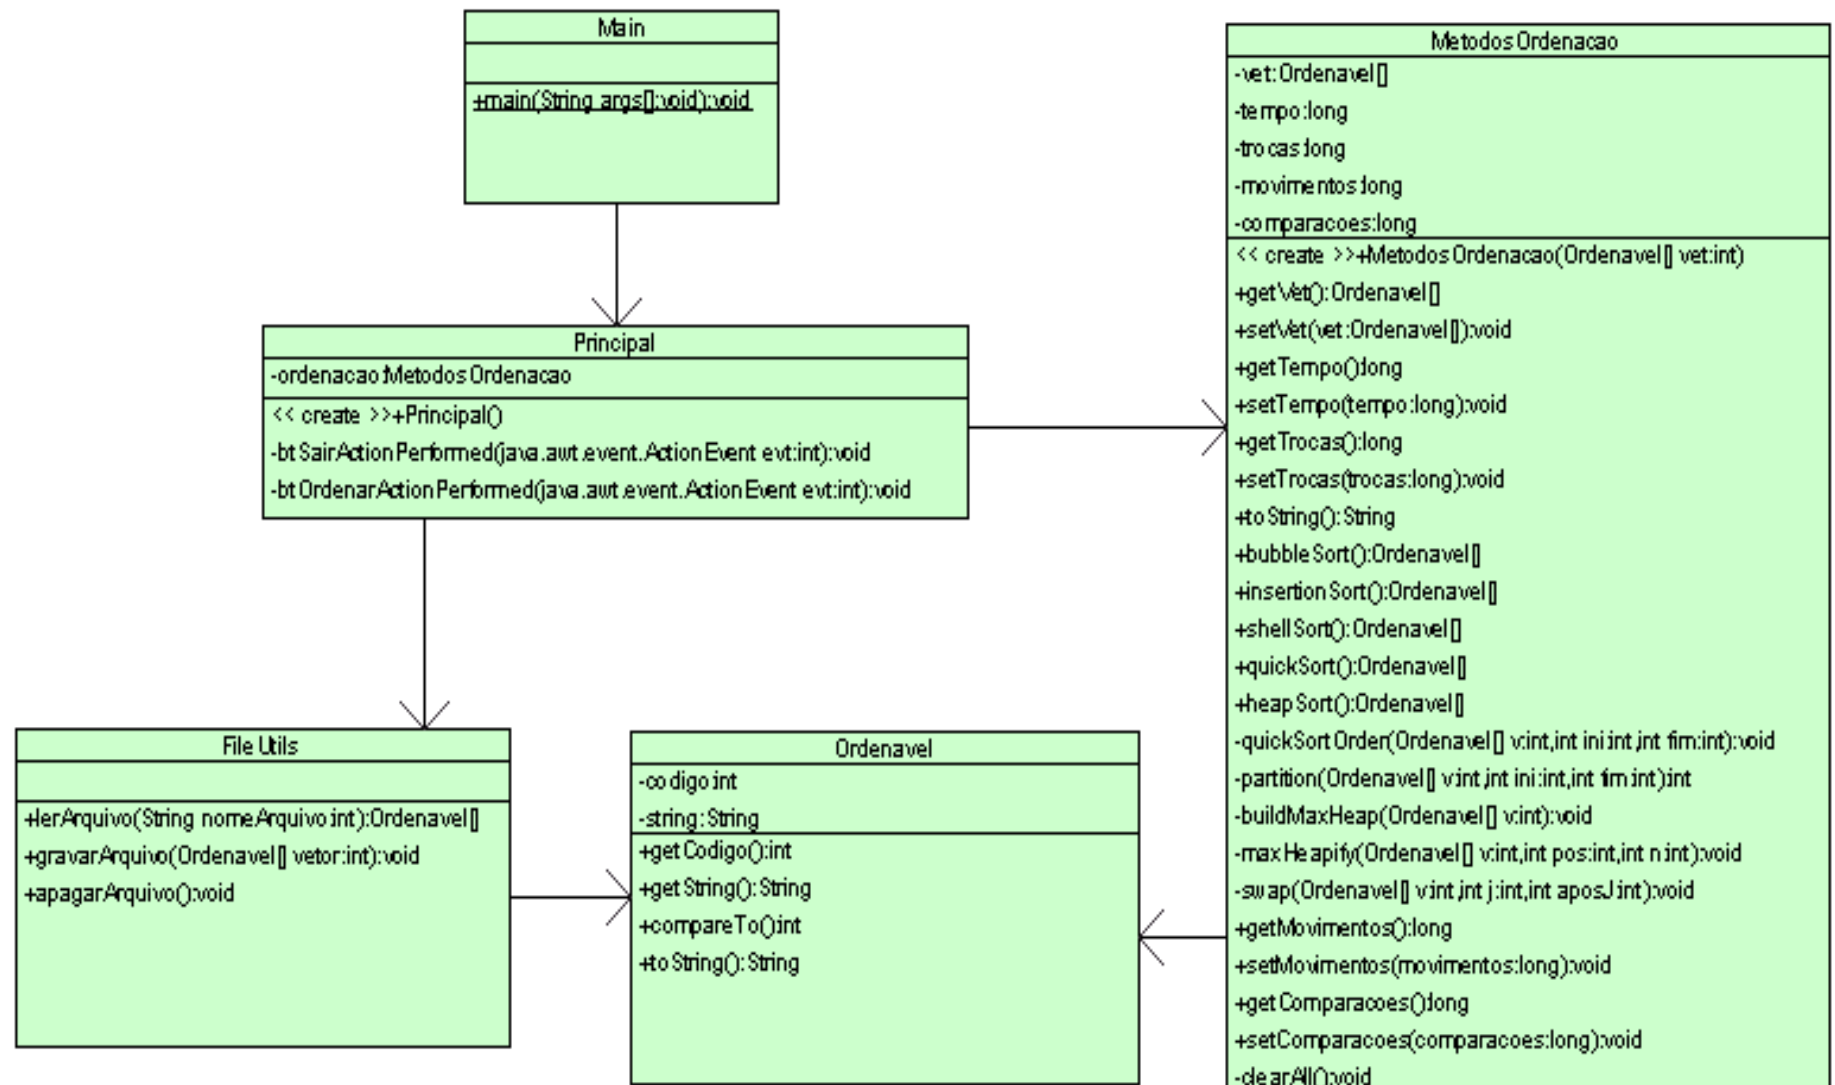 Main
+main(String args[]:void):void
Principal
-ordenacao:MetodosOrdenacao
<< create >>+Principal()
-btSairActionPerformed(java.awt.event.ActionEvent evt:int):void
-btOrdenarActionPerformed(java.awt.event.ActionEvent evt:int):void
File Utils
+lerArquivo(String nomeArquivo:int):Ordenavel[]
+gravarArquivo(Ordenavel[] vetor:int):void
+apagarArquivo():void
Ordenavel
-codigo:int
-string:String
+getCodigo():int
+getString():String
+compareTo():int
+toString():String
MetodosOrdenacao
-vet:Ordenavel[]
-tempo:long
-trocas:long
-movimentos:long
-comparacoes:long
<< create >>+MetodosOrdenacao(Ordenavel[] vet:int)
+getVet():Ordenavel[]
+setVet(vet:Ordenavel[]):void
+getTempo():long
+setTempo(tempo:long):void
+getTrocas():long
+setTrocas(trocas:long):void
+toString():String
+bubbleSort():Ordenavel[]
+insertionSort():Ordenavel[]
+shellSort():Ordenavel[]
+quickSort():Ordenavel[]
+heapSort():Ordenavel[]
-quickSortOrder(Ordenavel[] v:int,int ini:int,int fim:int):void
-partition(Ordenavel[] v:int,int ini:int,int fim:int):int
-buildMaxHeap(Ordenavel[] v:int):void
-maxHeapify(Ordenavel[] v:int,int pos:int,int n:int):void
-swap(Ordenavel[] v:int,int j:int,int aposJ:int):void
+getMovimentos():long
+setMovimentos(movimentos:long):void
+getComparacoes():long
+setComparacoes(comparacoes:long):void
-clearAll():void